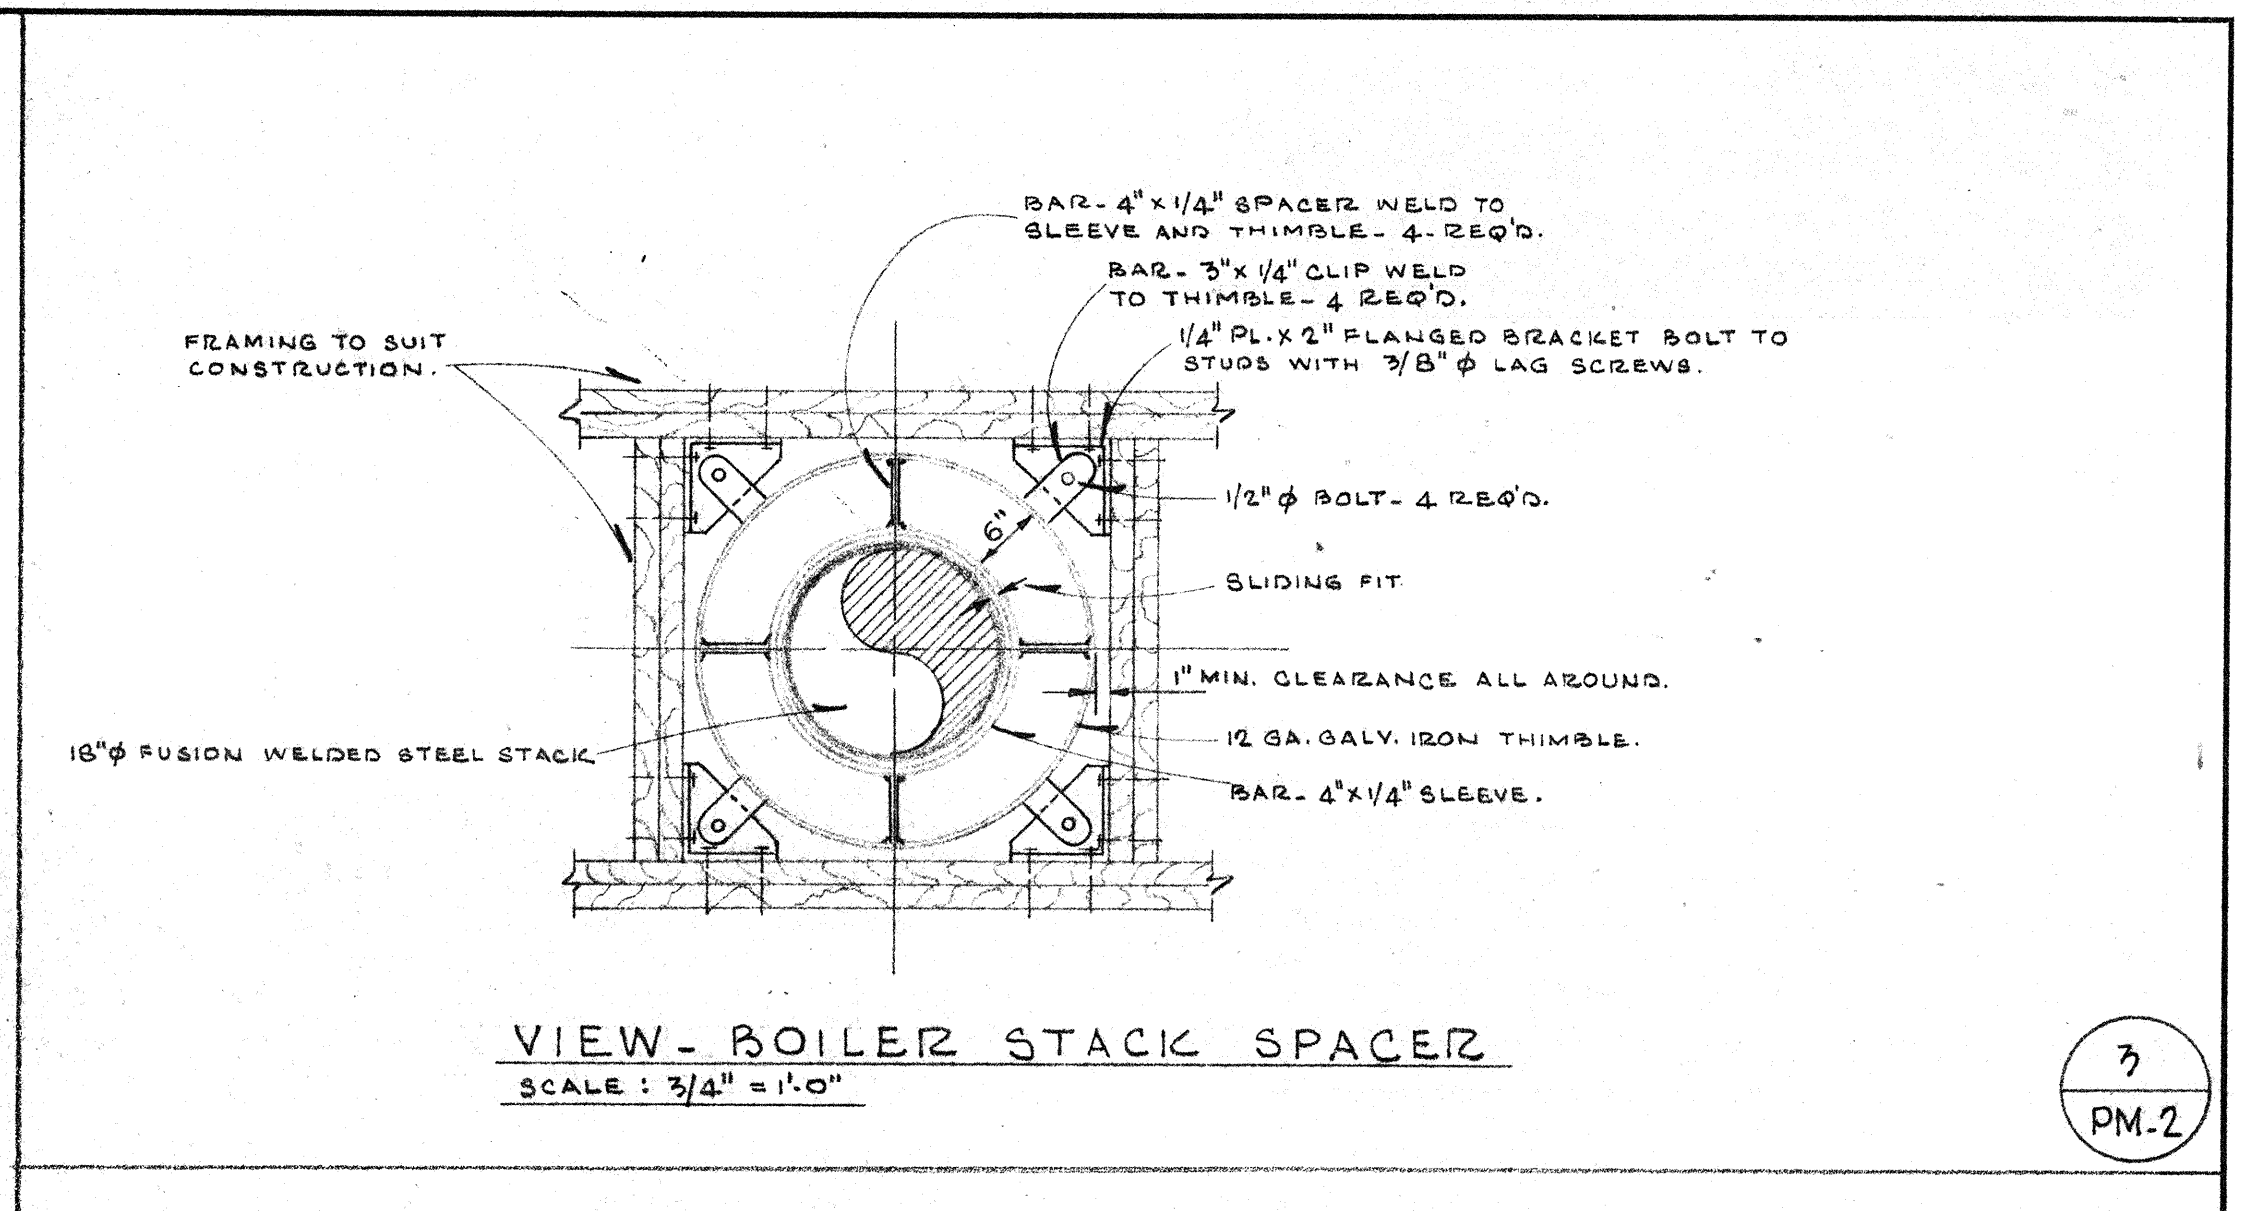 BAR- 4" X 1/4" SPACER WELD TO
SLEEVE AND THIMBLE- 4- REQ'D.
BAR- 3" X 1/4" CLIP WELD
TO THIMBLE- 4 REQ'D.
1/4" PL. X 2" FLANGED BRACKET BOLT TO
STUDS WITH 3/8" φ LAG SCREWS.
FRAMING TO SUIT
CONSTRUCTION.
1/2" φ BOLT- 4 REQ'D.
6"
SLIDING FIT
1" MIN. CLEARANCE ALL AROUND.
12 GA. GALV. IRON THIMBLE.
18" φ FUSION WELDED STEEL STACK
BAR- 4" X 1/4" SLEEVE.
VIEW- BOILER STACK SPACER
SCALE : 3/4" = 1'-0"
3
PM-2